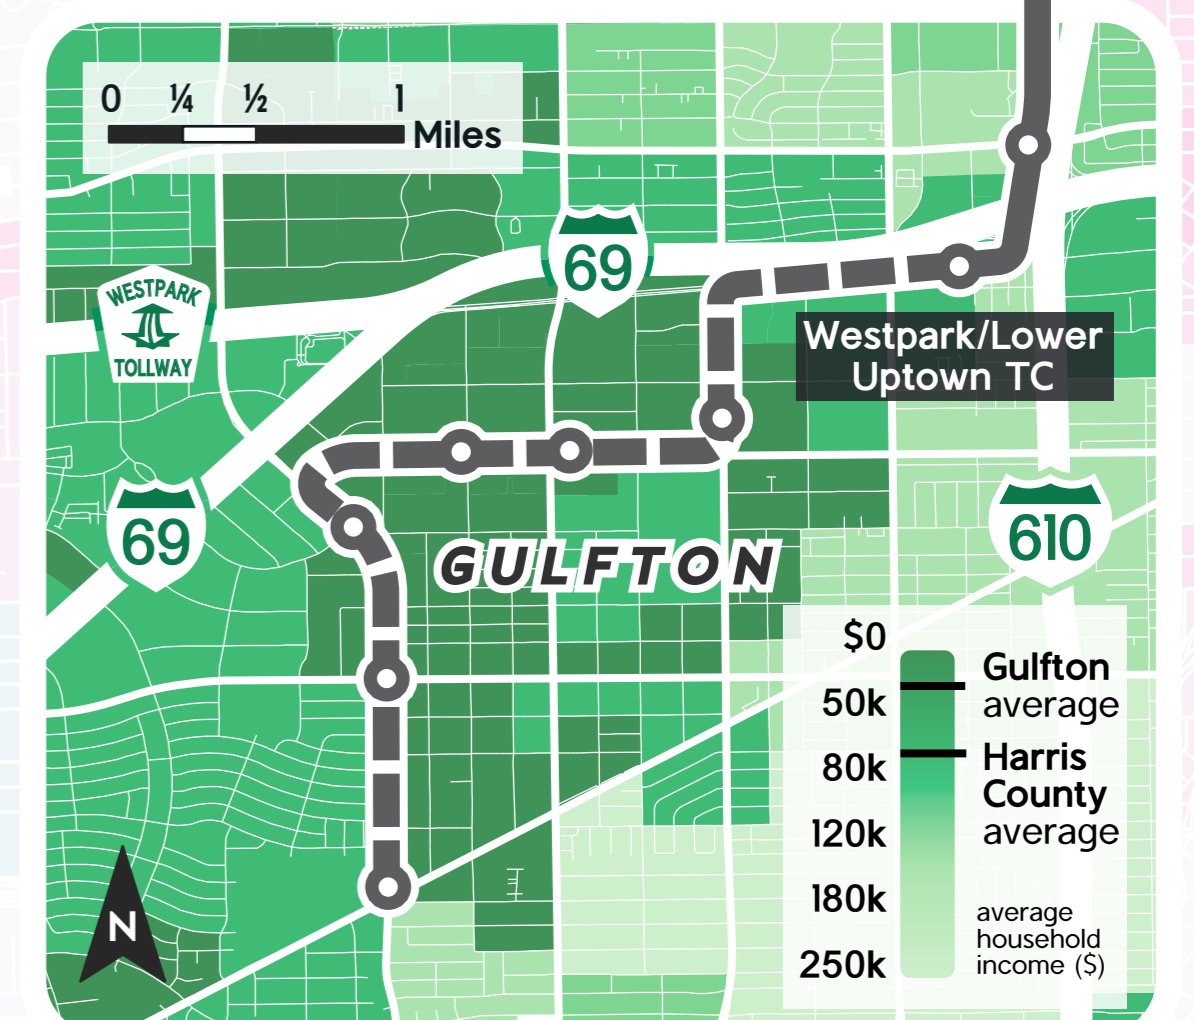 0 ¼ ½ 1
Miles
69
WESTPARK
TOLLWAY
Westpark/Lower
Uptown TC
69
610
GULFTON
$0
50k
80k
120k
180k
250k
Gulfton
average
Harris
County
average
average
household
income ($)
N